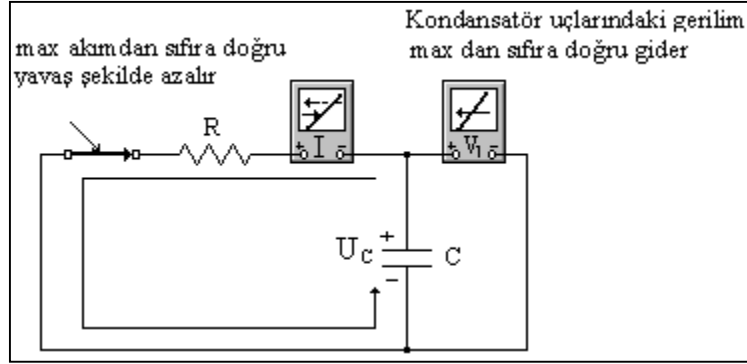 max akımdan sıfıra doğru
yavaş şekilde azalır
Kondansatör uçlarındaki gerilim
max dan sıfıra doğru gider
R
+ I -
+ V1 -
UC
+
-
C